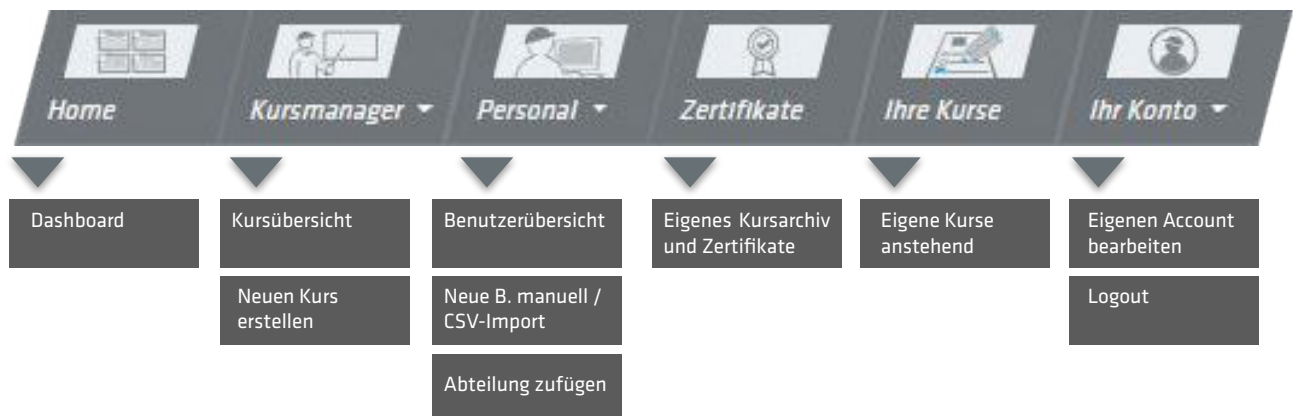 Home
Kursmanager
Personal
Zertifikate
Ihre Kurse
Ihr Konto
Dashboard
Kursübersicht
Benutzerübersicht
Eigenes Kursarchiv
und Zertifikate
Eigene Kurse
anstehend
Eigenen Account
bearbeiten
Neuen Kurs
erstellen
Neue B. manuell /
CSV-Import
Logout
Abteilung zufügen